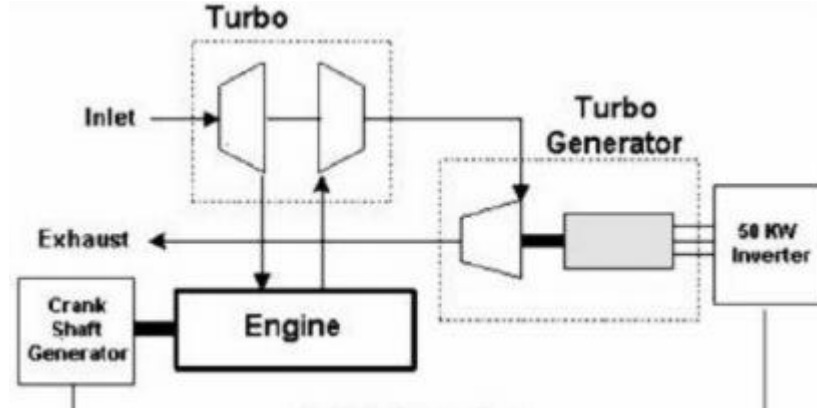 Turbo
Inlet
Turbo
Generator
Exhaust
50 KW
Inverter
Crank
Shaft
Generator
Engine